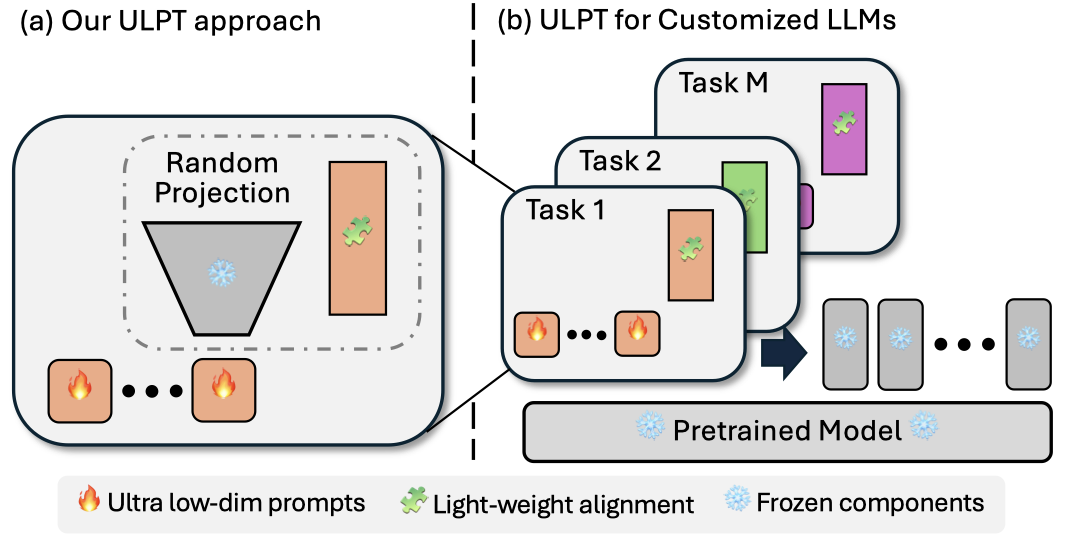 (a) Our ULPT approach
Random
Projection
(b) ULPT for Customized LLMs
Task M
Task 2
Task 1
Pretrained Model
Ultra low-dim prompts
Light-weight alignment
Frozen components